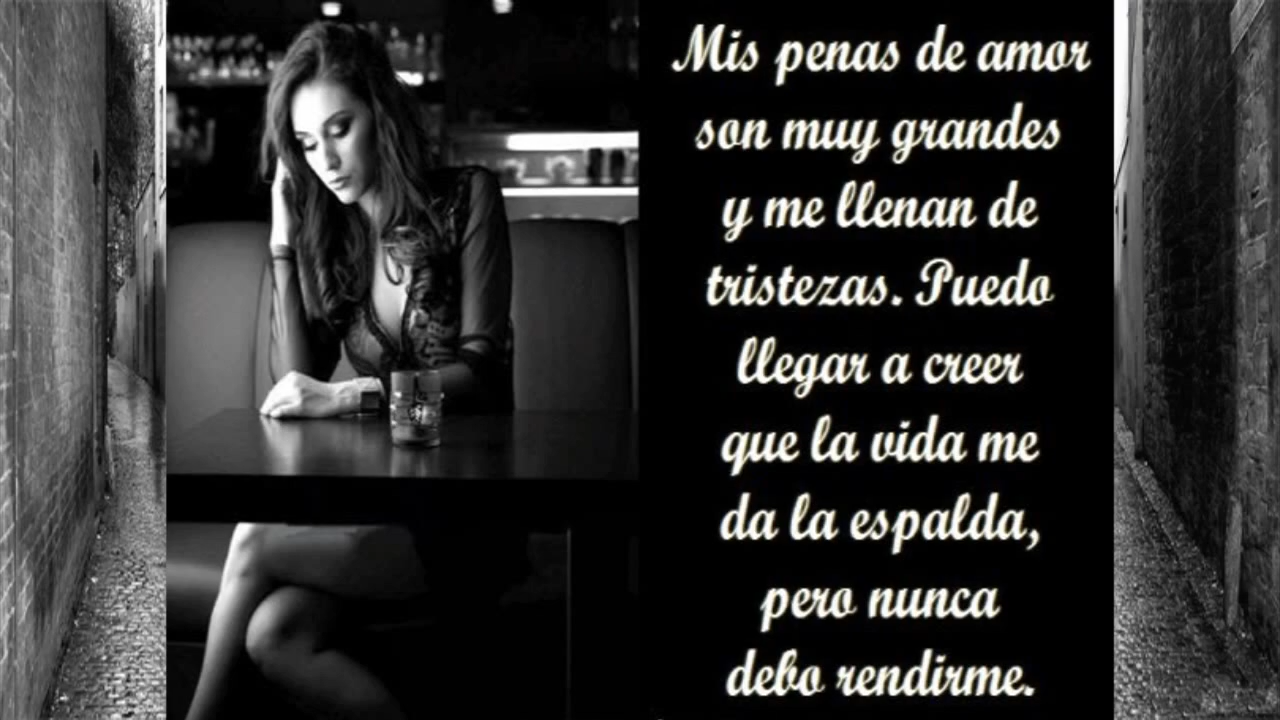 Mis penas de amor
son muy grandes
y me llenan de
tristezas. Puedo
llegar a creer
que la vida me
da la espalda,
pero nunca
debo rendirme.